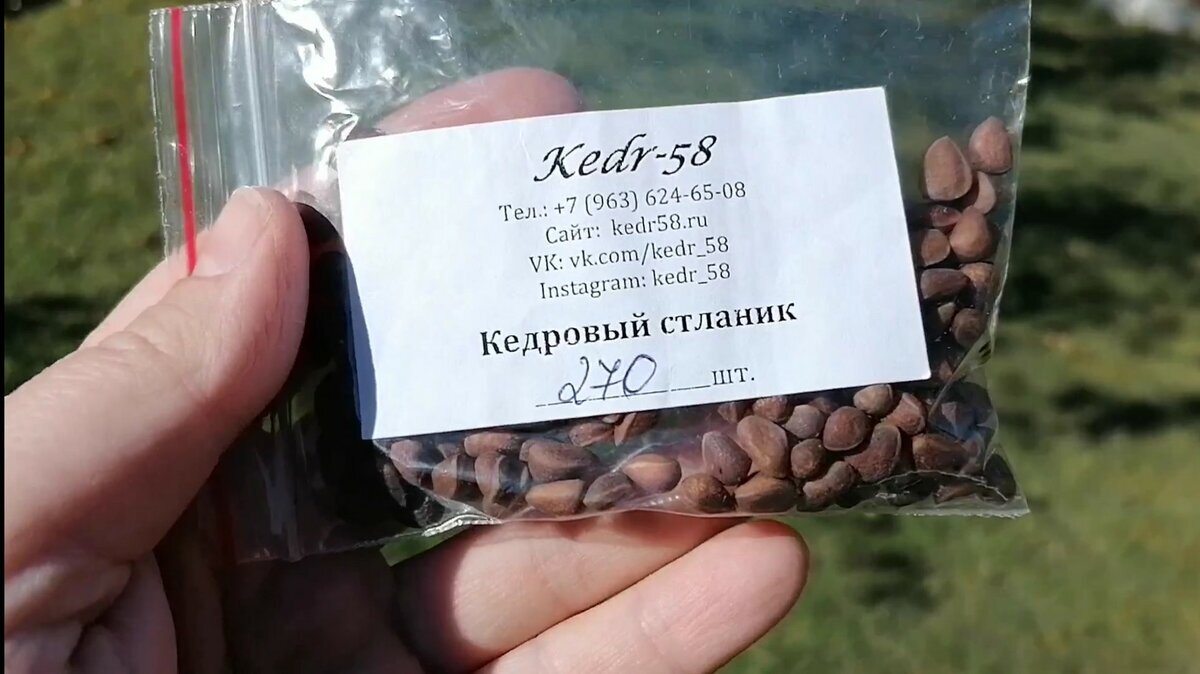 Kedr-58
Тел.: +7 (963) 624-65-08
Сайт: kedr58.ru
VK: vk.com/kedr_58
Instagram: kedr_58
Кедровый стланик
270 шт.